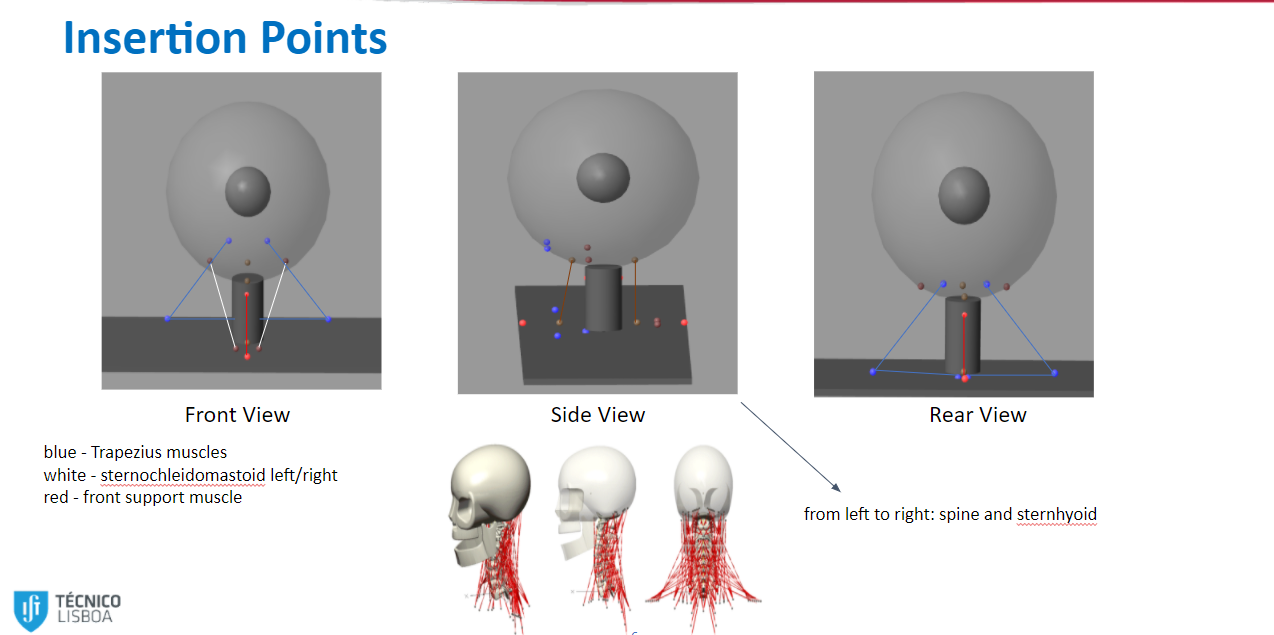 Insertion Points
Front View
Side View
Rear View
blue - Trapezius muscles
white - sternochleidomastoid left/right
red - front support muscle
from left to right: spine and sternhyoid
TÉCNICO
LISBOA